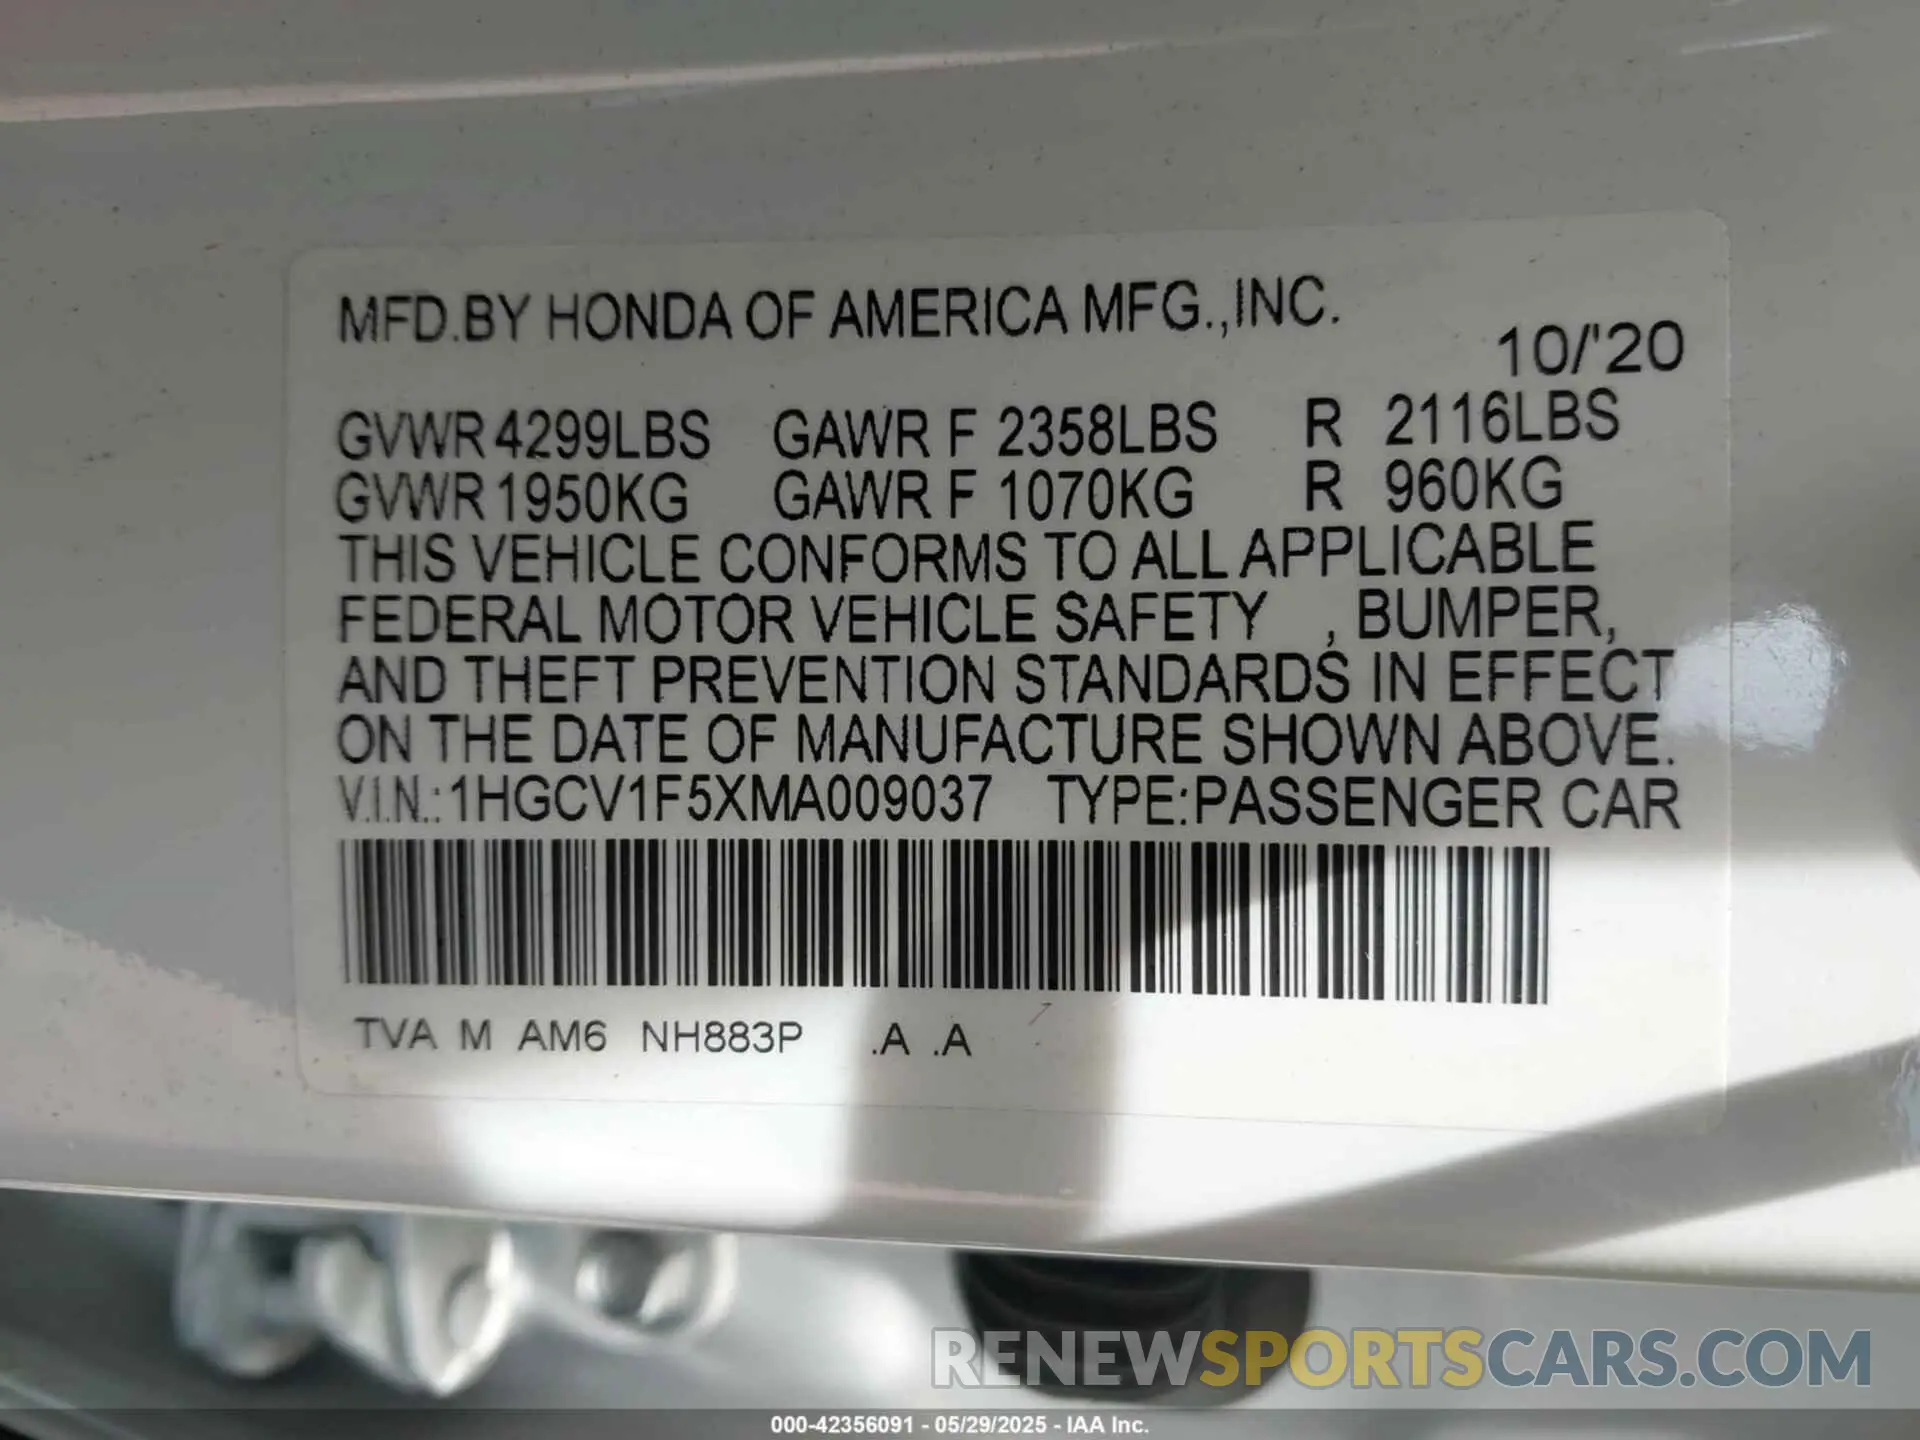 MFD.BY HONDA OF AMERICA MFG.,INC.
10/'20
GVWR 4299LBS GAWR F 2358LBS R 2116LBS
GVWR 1950KG GAWR F 1070KG R 960KG
THIS VEHICLE CONFORMS TO ALL APPLICABLE
FEDERAL MOTOR VEHICLE SAFETY , BUMPER,
AND THEFT PREVENTION STANDARDS IN EFFECT
ON THE DATE OF MANUFACTURE SHOWN ABOVE.
V.I.N.:1HGCV1F5XMA009037 TYPE:PASSENGER CAR
TVA M AM6 NH883P .A .A
RENEWSPORTSCARS.COM
000-42356091 - 05/29/2025 - IAA Inc.